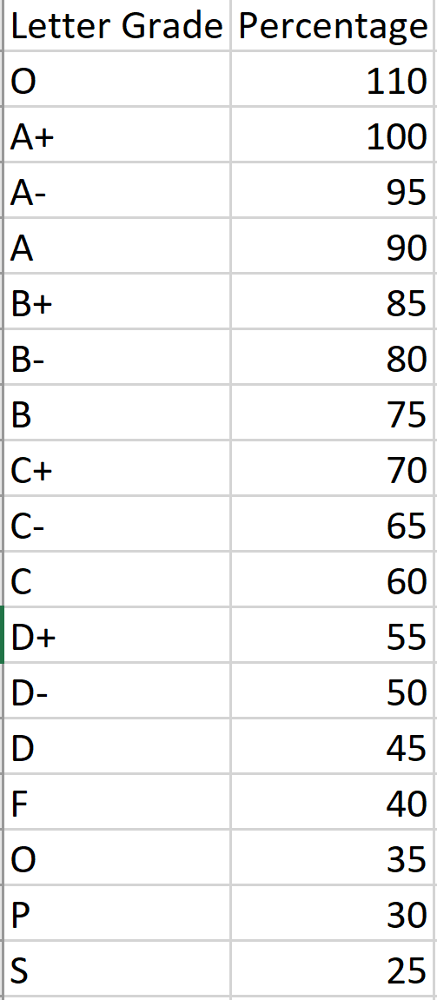 Letter Grade Percentage
O 110
A+ 100
A- 95
A 90
B+ 85
B- 80
B 75
C+ 70
C- 65
C 60
D+ 55
D- 50
D 45
F 40
O 35
P 30
S 25